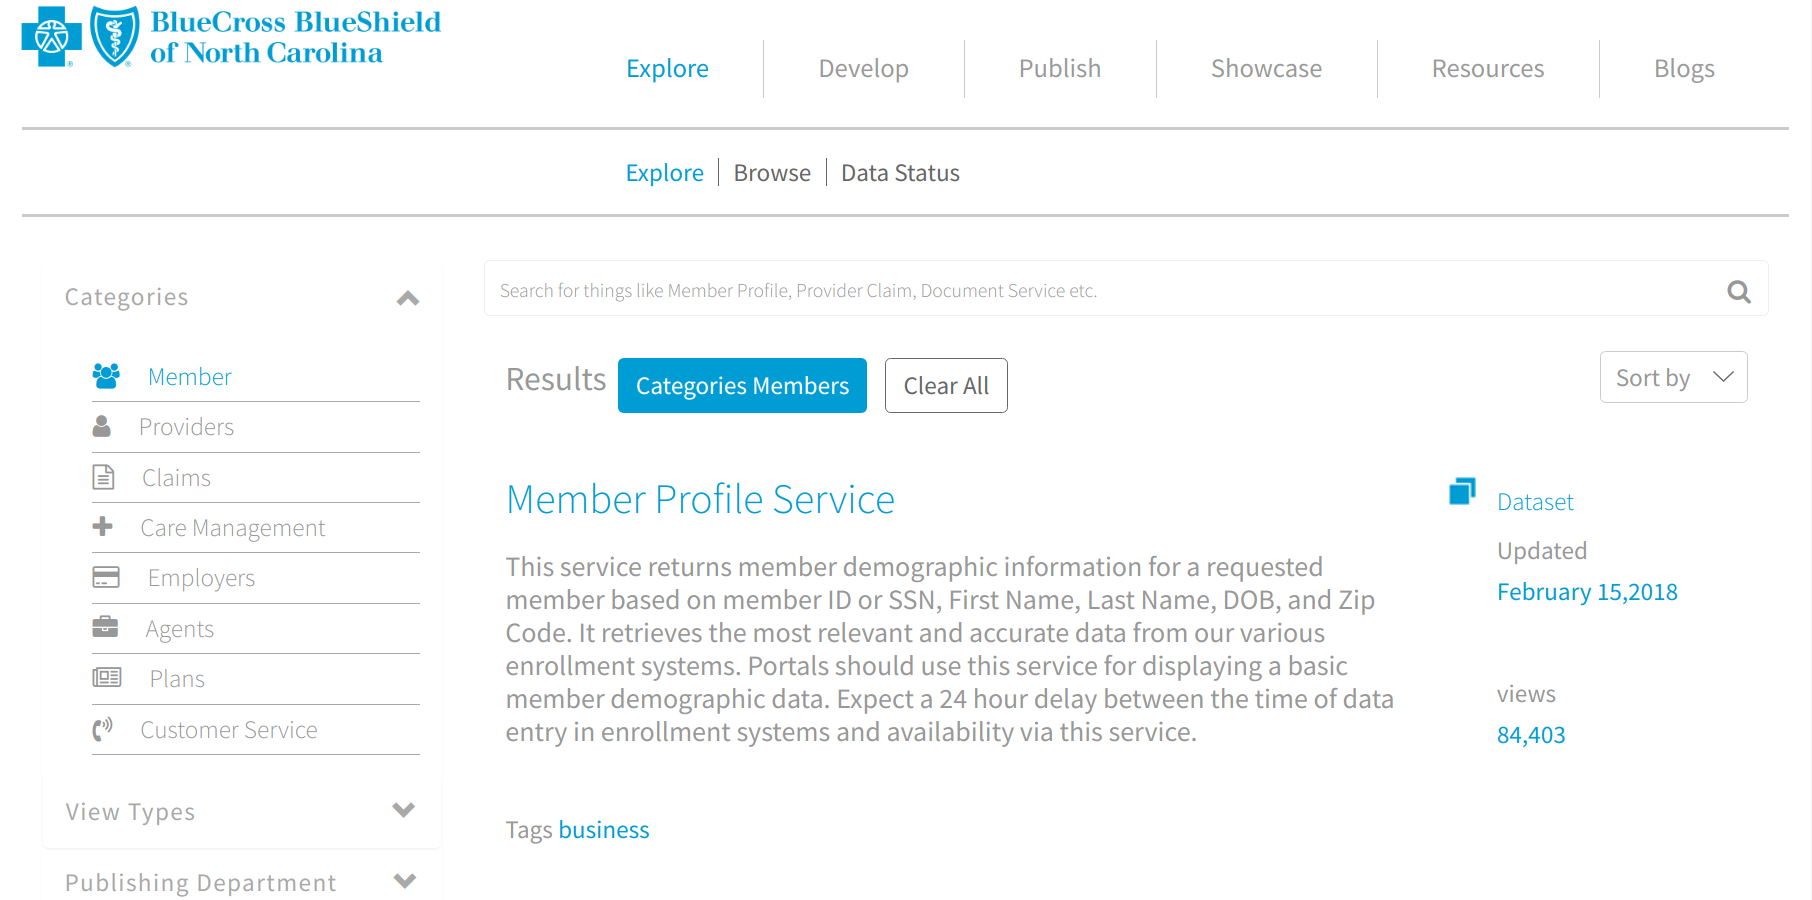 BlueCross BlueShield
of North Carolina
Explore
Develop
Publish
Showcase
Resources
Blogs
Explore
Browse
Data Status
Categories
Member
Providers
Claims
Care Management
Employers
Agents
Plans
Customer Service
View Types
Publishing Department
Search for things like Member Profile, Provider Claim, Document Service etc.
Results
Categories Members
Clear All
Sort by
Member Profile Service
This service returns member demographic information for a requested
member based on member ID or SSN, First Name, Last Name, DOB, and Zip
Code. It retrieves the most relevant and accurate data from our various
enrollment systems. Portals should use this service for displaying a basic
member demographic data. Expect a 24 hour delay between the time of data
entry in enrollment systems and availability via this service.
Tags business
Dataset
Updated
February 15,2018
views
84,403